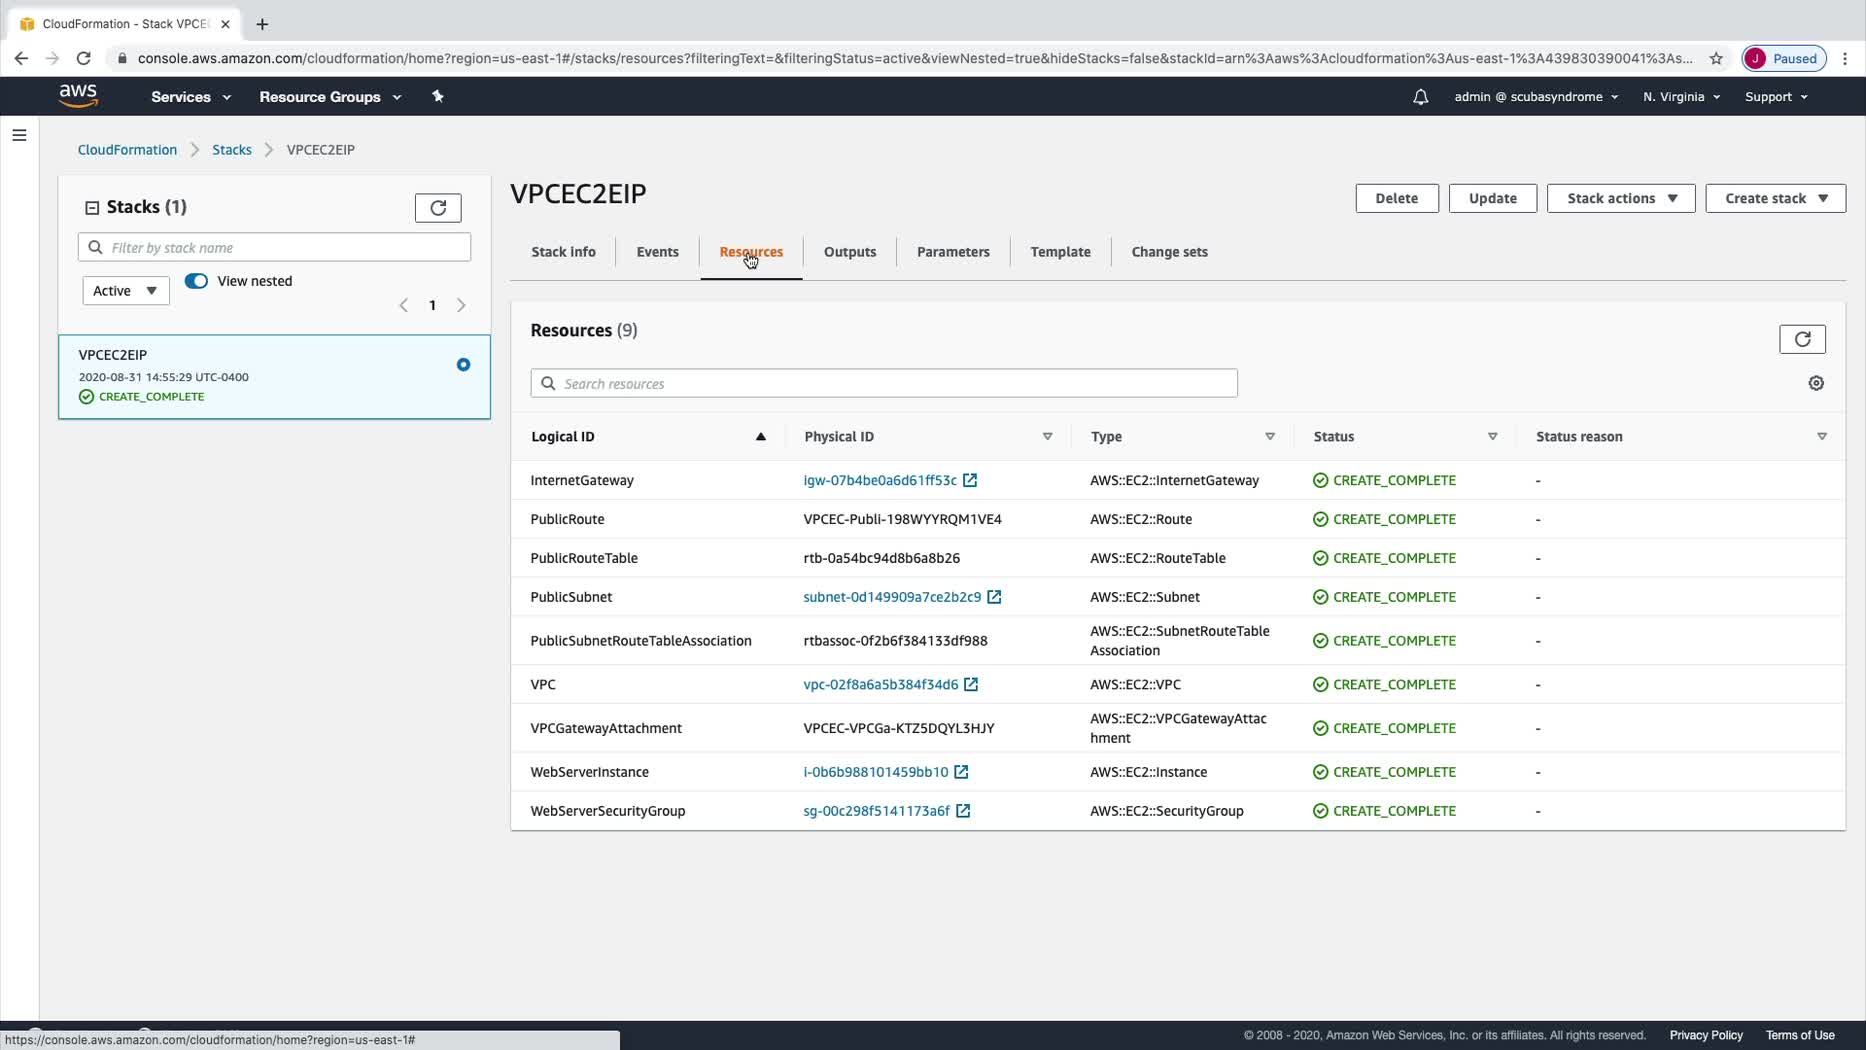 CloudFormation - Stack VPCE
console.aws.amazon.com/cloudformation/home?region=us-east-1#/stacks/resources?filteringText=&filteringStatus=active&viewNested=true&hideStacks=false&stackId=arn%3Aaws%3Acloudformation%3Aus-east-1%3A439830390041%3As...
J Paused
aws Services Resource Groups admin @ scubasyndrome N. Virginia Support
CloudFormation Stacks VPCEC2EIP
Stacks (1)
Filter by stack name
Active View nested
1
VPCEC2EIP
2020-08-31 14:55:29 UTC-0400
CREATE_COMPLETE
VPCEC2EIP
Delete Update Stack actions Create stack
Stack info Events Resources Outputs Parameters Template Change sets
Resources (9)
Search resources
Logical ID Physical ID Type Status Status reason
InternetGateway igw-07b4be0a6d61ff53c AWS::EC2::InternetGateway CREATE_COMPLETE -
PublicRoute VPCEC-Publi-198WYYRQM1VE4 AWS::EC2::Route CREATE_COMPLETE -
PublicRouteTable rtb-0a54bc94d8b6a8b26 AWS::EC2::RouteTable CREATE_COMPLETE -
PublicSubnet subnet-0d149909a7ce2b2c9 AWS::EC2::Subnet CREATE_COMPLETE -
PublicSubnetRouteTableAssociation rtbassoc-0f2b6f384133df988 AWS::EC2::SubnetRouteTable CREATE_COMPLETE -
Association
VPC vpc-02f8a6a5b384f34d6 AWS::EC2::VPC CREATE_COMPLETE -
VPCGatewayAttachment VPCEC-VPCGa-KTZ5DQYL3HJY AWS::EC2::VPCGatewayAttac CREATE_COMPLETE -
hment
WebServerInstance i-0b6b988101459bb10 AWS::EC2::Instance CREATE_COMPLETE -
WebServerSecurityGroup sg-00c298f5141173a6f AWS::EC2::SecurityGroup CREATE_COMPLETE -
© 2008 - 2020, Amazon Web Services, Inc. or its affiliates. All rights reserved. Privacy Policy Terms of Use
https://console.aws.amazon.com/cloudformation/home?region=us-east-1#